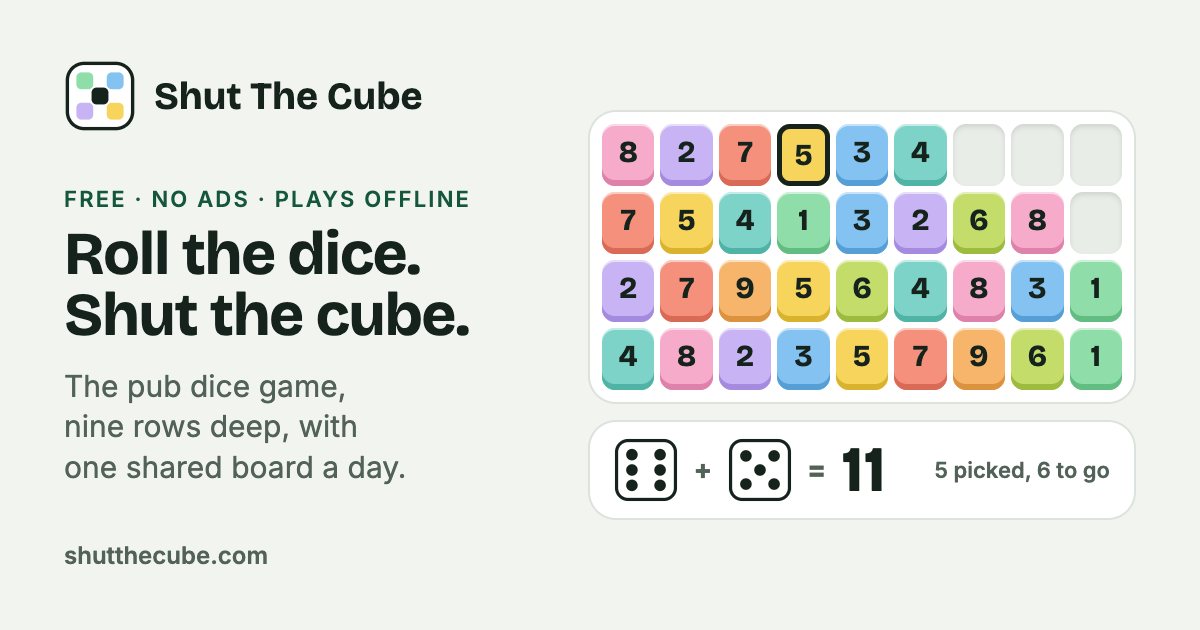 Shut The Cube
FREE · NO ADS · PLAYS OFFLINE
Roll the dice.
Shut the cube.
The pub dice game,
nine rows deep, with
one shared board a day.
shutthecube.com
8 2 7 5 3 4
7 5 4 1 3 2 6 8
2 7 9 5 6 4 8 3 1
4 8 2 3 5 7 9 6 1
+ = 11 5 picked, 6 to go